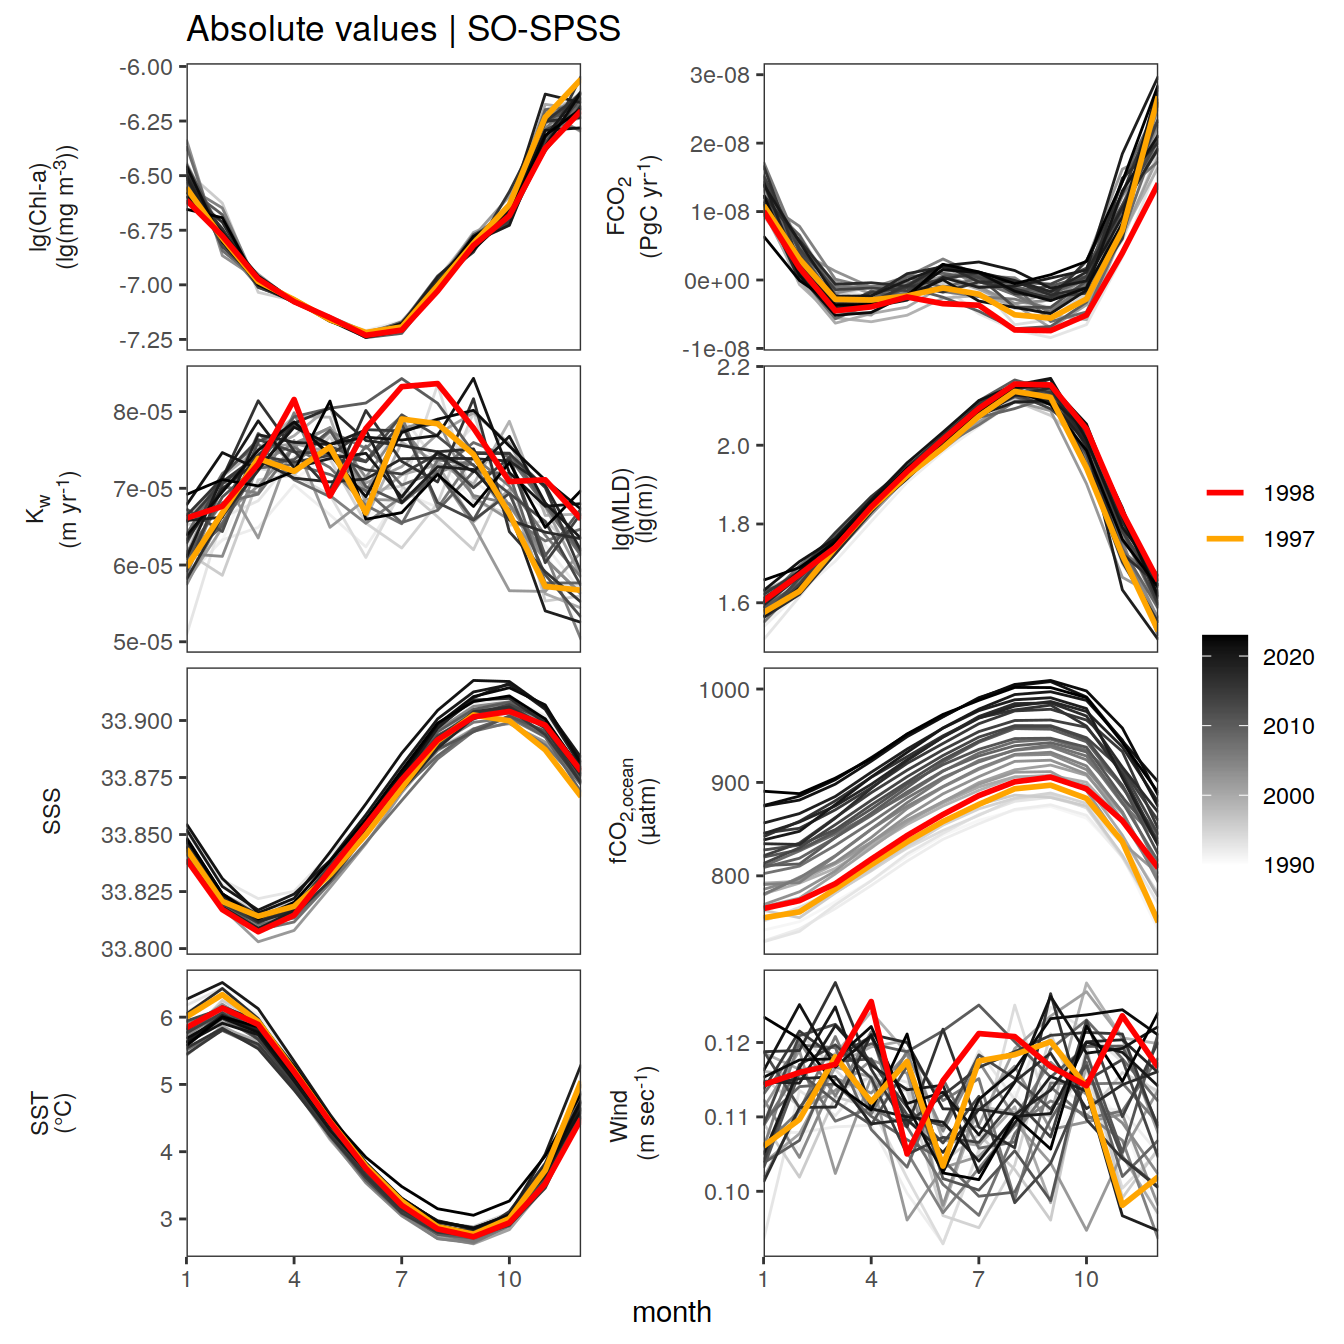 Absolute values | SO-SPSS
lg(Chl-a)
(lg(mg m⁻³))
-6.00
-6.25
-6.50
-6.75
-7.00
-7.25
FCO₂
(PgC yr⁻¹)
3e-08
2e-08
1e-08
0e+00
-1e-08
K_w
(m yr⁻¹)
8e-05
7e-05
6e-05
5e-05
lg(MLD)
(lg(m))
2.2
2.0
1.8
1.6
SSS
33.900
33.875
33.850
33.825
33.800
fCO₂,ocean
(µatm)
1000
900
800
SST
(°C)
6
5
4
3
1
4
7
10
Wind
(m sec⁻¹)
0.12
0.11
0.10
1
4
7
10
month
1998
1997
2020
2010
2000
1990